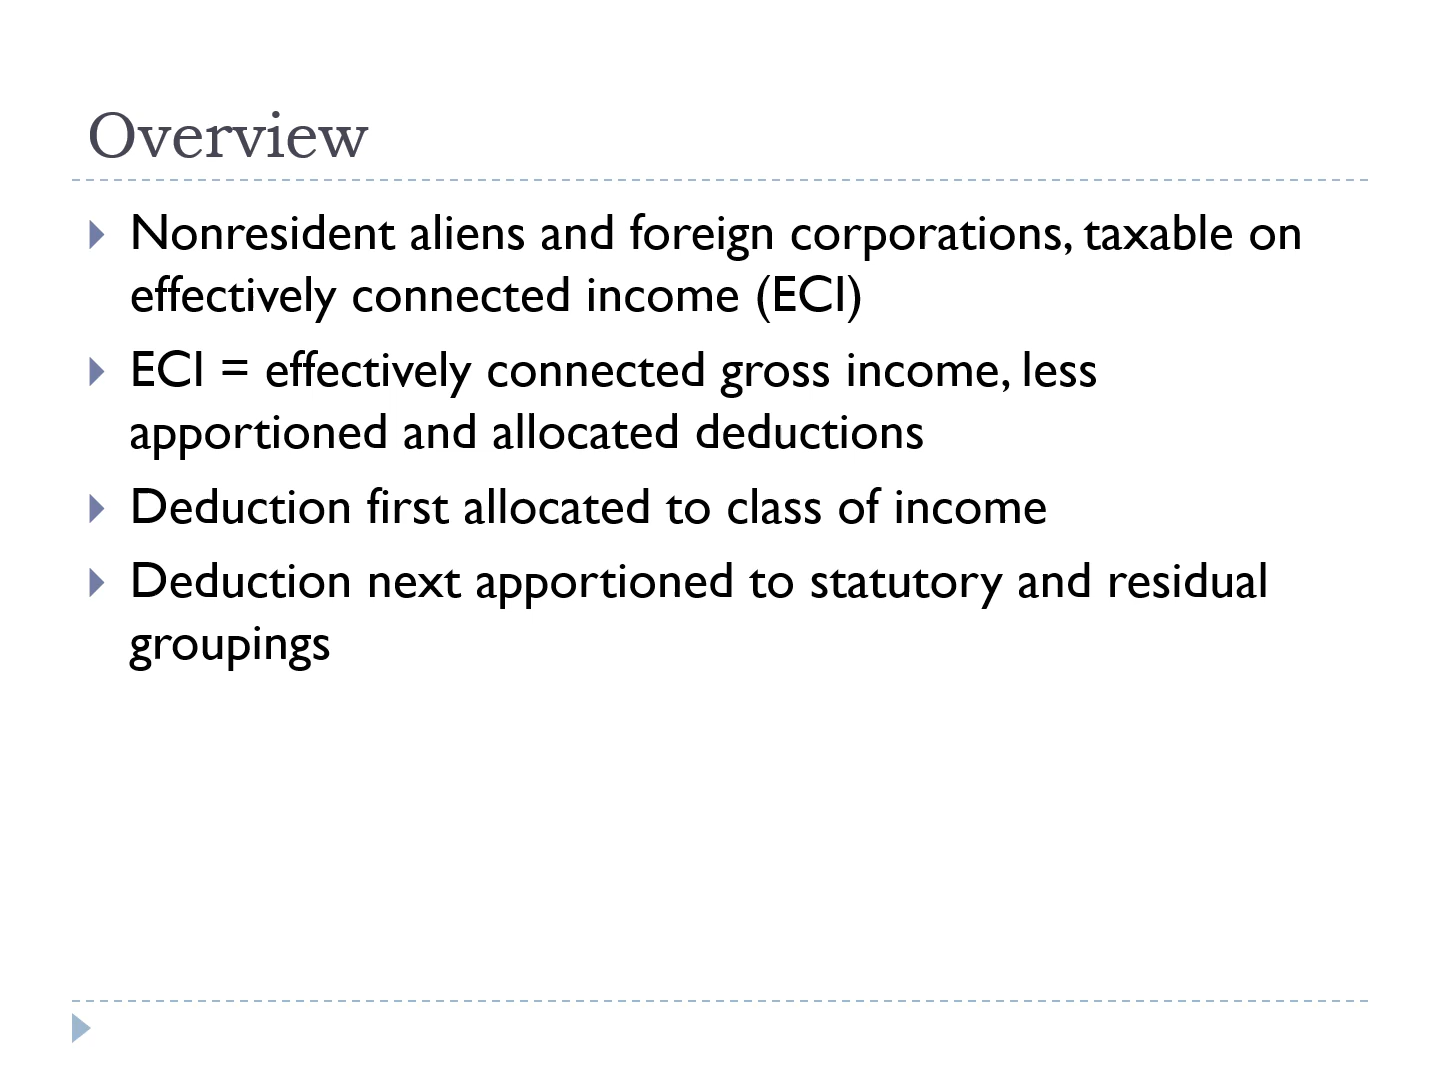 Overview
Nonresident aliens and foreign corporations, taxable on
effectively connected income (ECI)
ECI = effectively connected gross income, less
apportioned and allocated deductions
Deduction first allocated to class of income
Deduction next apportioned to statutory and residual
groupings